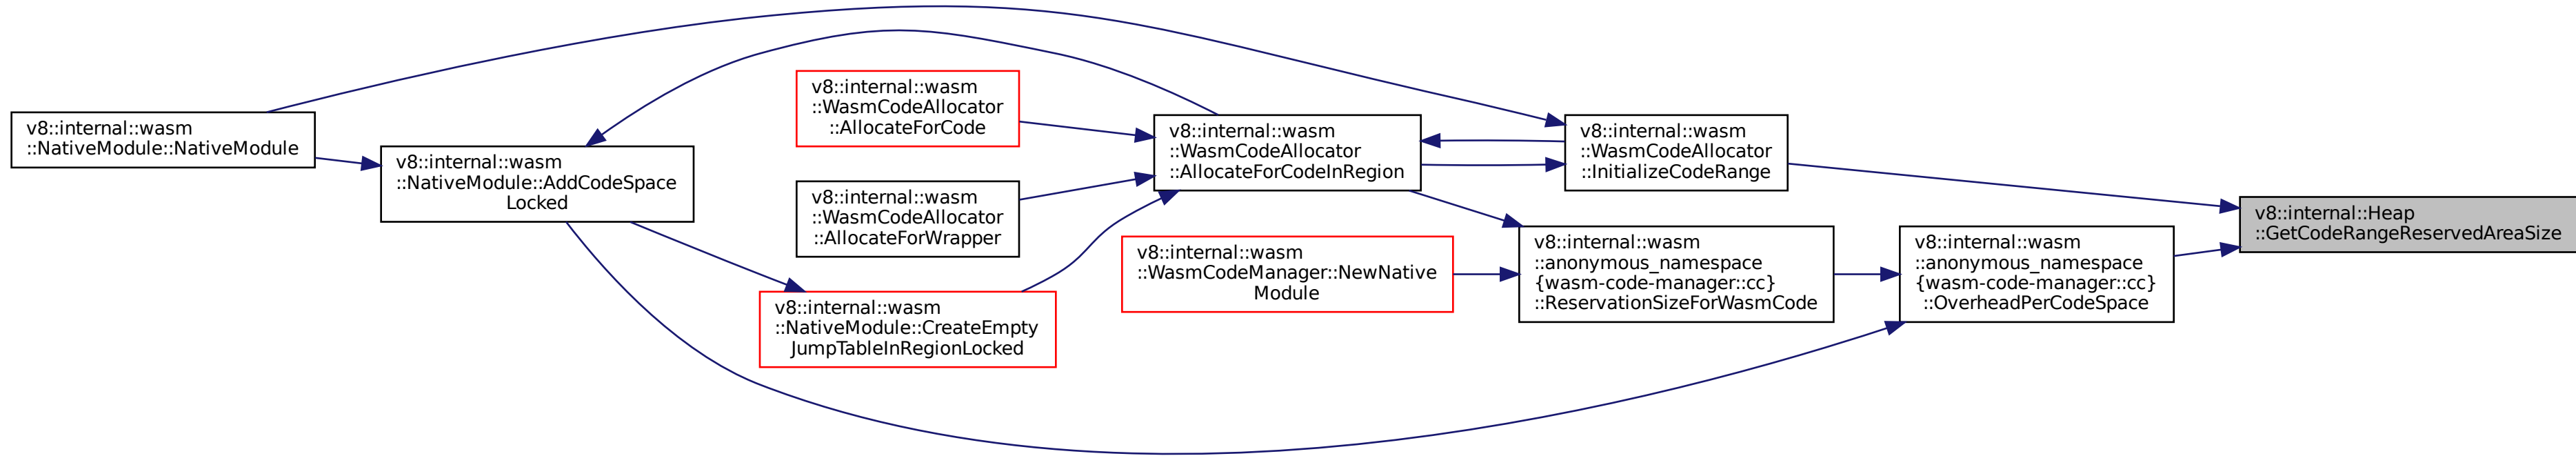 v8::internal::wasm
::NativeModule::NativeModule
v8::internal::wasm
::NativeModule::AddCodeSpace
Locked
v8::internal::wasm
::WasmCodeAllocator
::AllocateForCode
v8::internal::wasm
::WasmCodeAllocator
::AllocateForWrapper
v8::internal::wasm
::NativeModule::CreateEmpty
JumpTableInRegionLocked
v8::internal::wasm
::WasmCodeAllocator
::AllocateForCodeInRegion
v8::internal::wasm
::WasmCodeManager::NewNative
Module
v8::internal::wasm
::WasmCodeAllocator
::InitializeCodeRange
v8::internal::wasm
::anonymous_namespace
{wasm-code-manager::cc}
::ReservationSizeForWasmCode
v8::internal::wasm
::anonymous_namespace
{wasm-code-manager::cc}
::OverheadPerCodeSpace
v8::internal::Heap
::GetCodeRangeReservedAreaSize